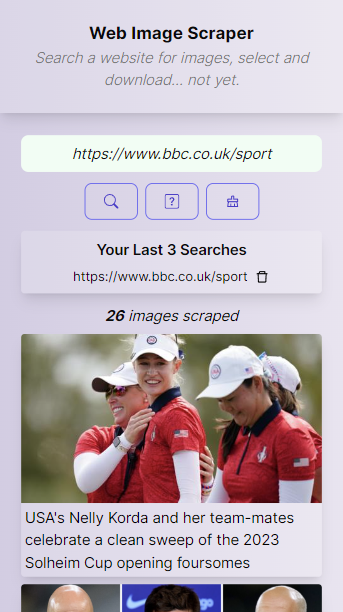 Web Image Scraper
Search a website for images, select and
download... not yet.
https://www.bbc.co.uk/sport
?
Your Last 3 Searches
https://www.bbc.co.uk/sport
26 images scraped
USA
USA's Nelly Korda and her team-mates
celebrate a clean sweep of the 2023
Solheim Cup opening foursomes